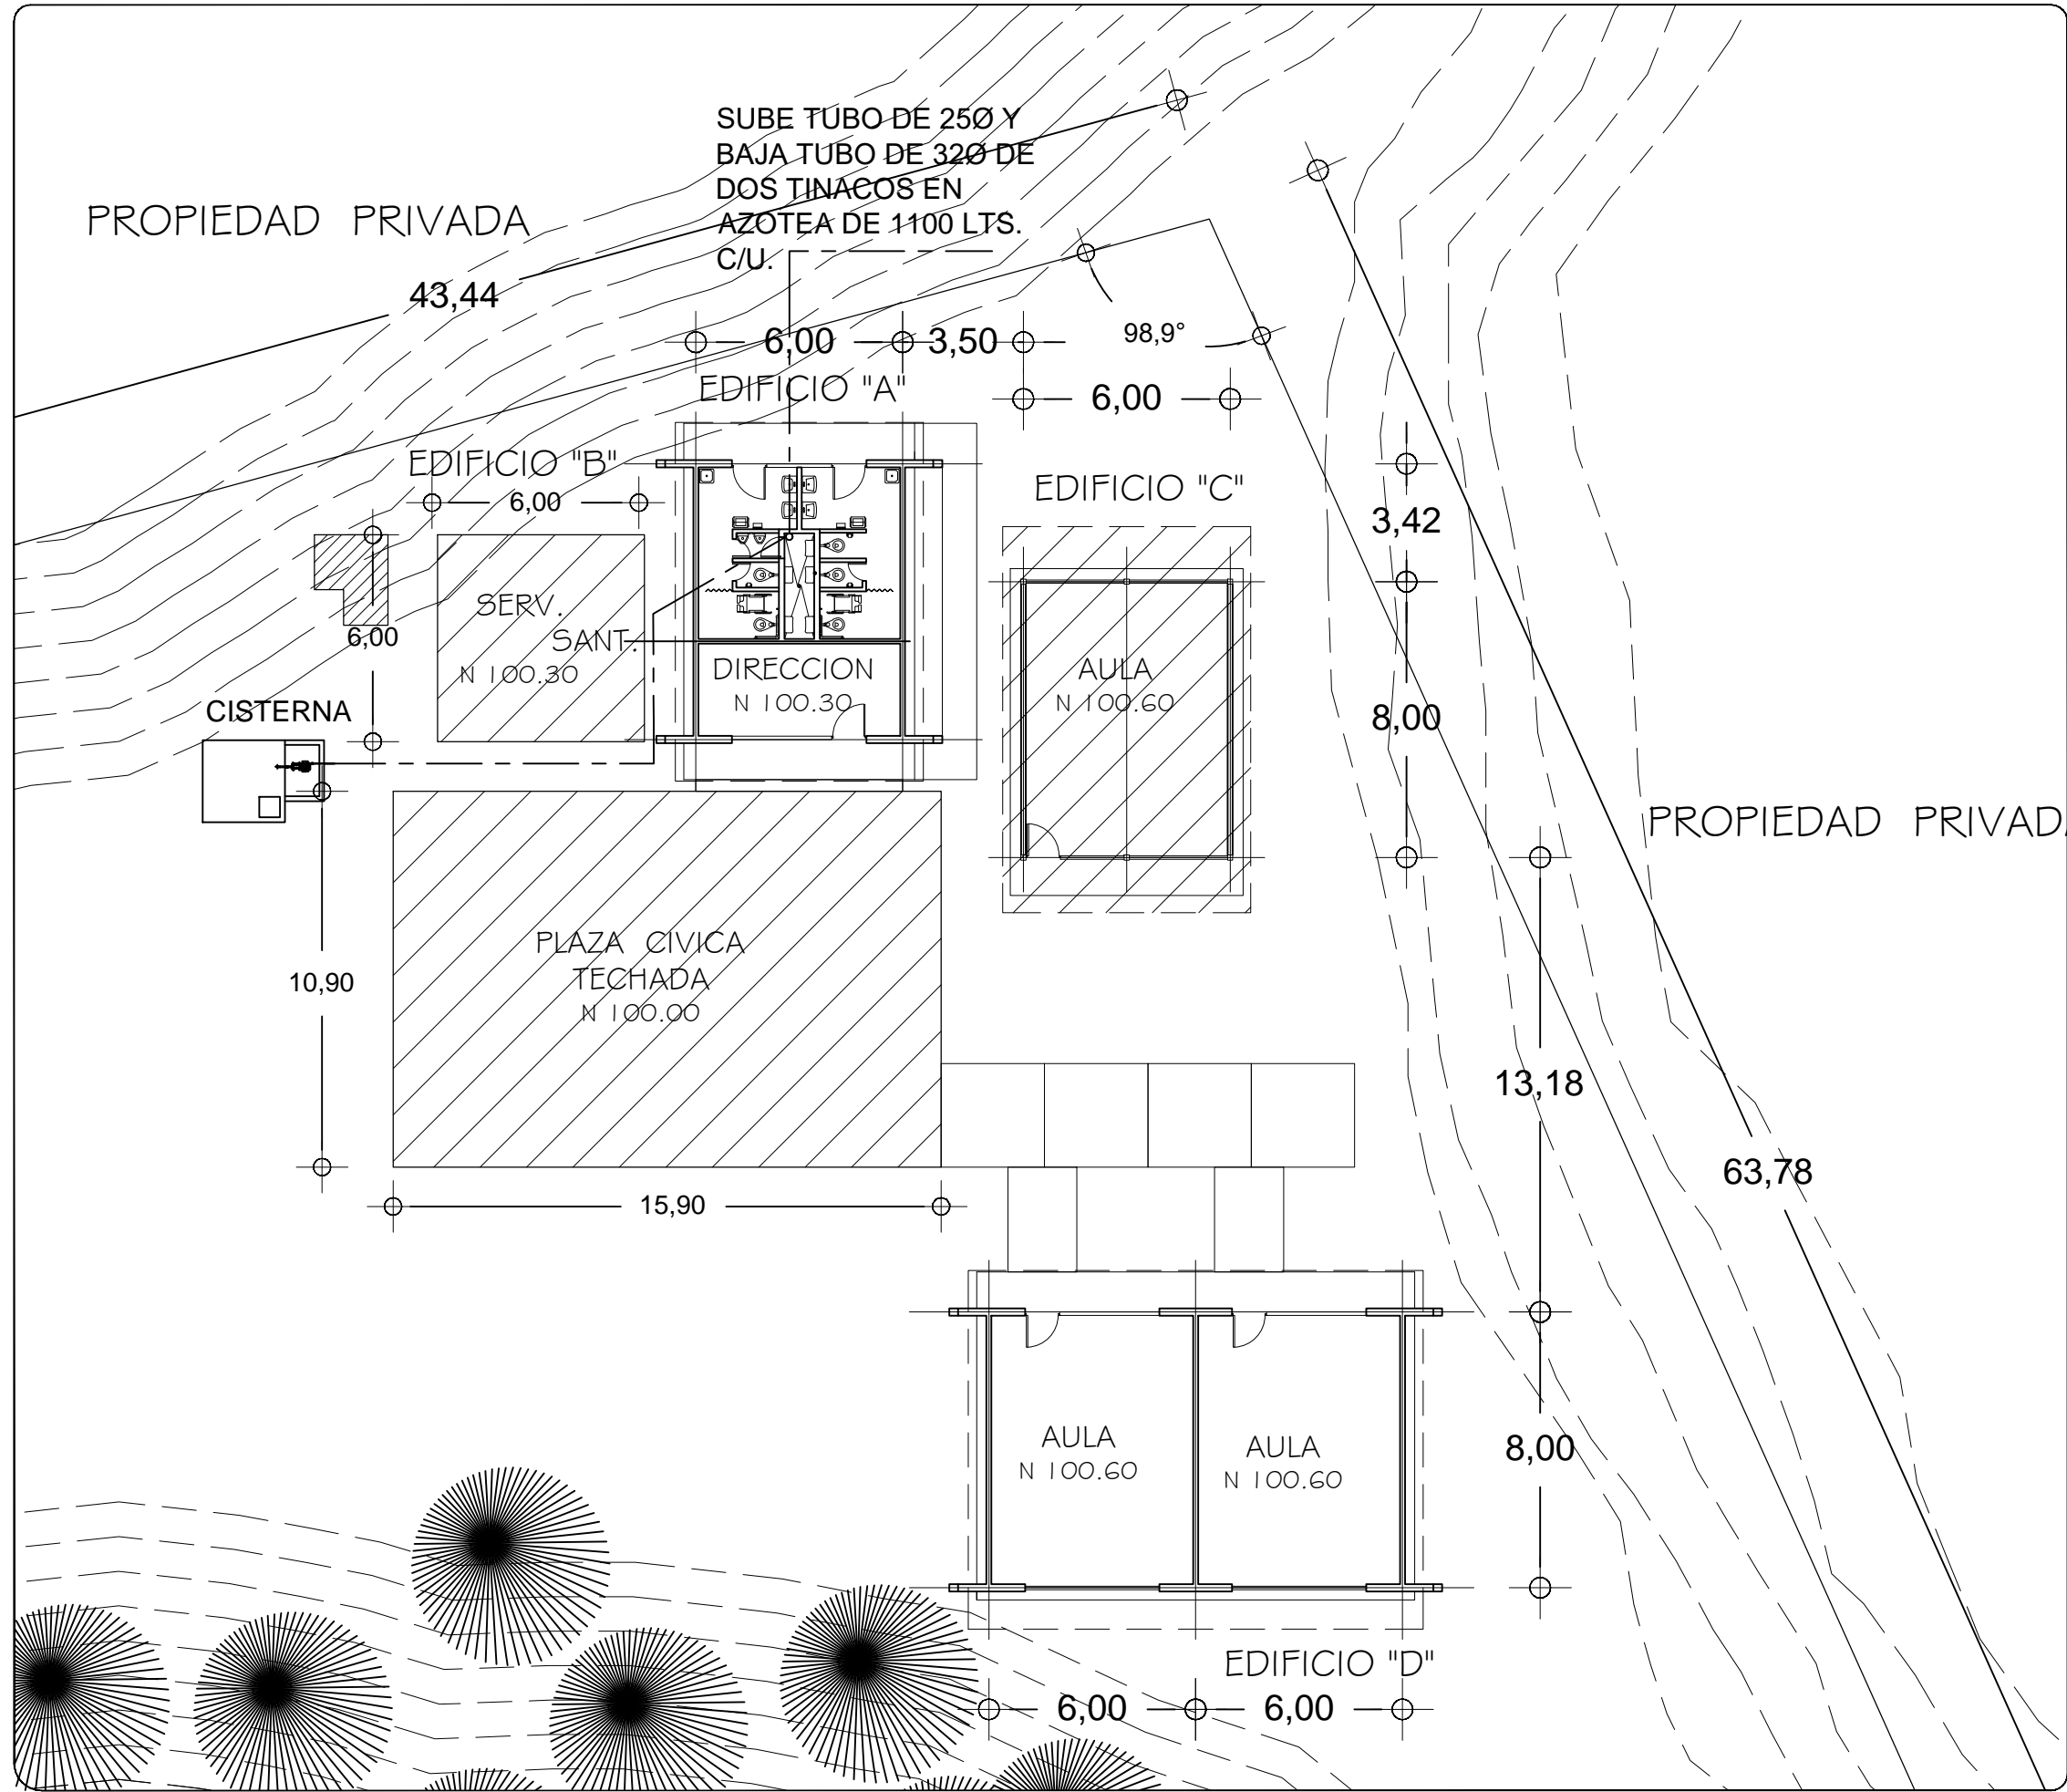 SUBE TUBO DE 25Ø Y
BAJA TUBO DE 32Ø DE
DOS TINACOS EN
AZOTEA DE 1100 LTS.
C/U.
PROPIEDAD PRIVADA
43,44
6,00
3,50
98,9°
EDIFICIO "A"
6,00
EDIFICIO "B"
6,00
EDIFICIO "C"
3,42
SERV.
SANT.
N 100.30
6,00
DIRECCION
N 100.30
AULA
N 100.60
CISTERNA
8,00
PROPIEDAD PRIVADA
PLAZA CIVICA
TECHADA
N 100.00
10,90
13,18
63,78
15,90
AULA
N 100.60
AULA
N 100.60
8,00
EDIFICIO "D"
6,00
6,00